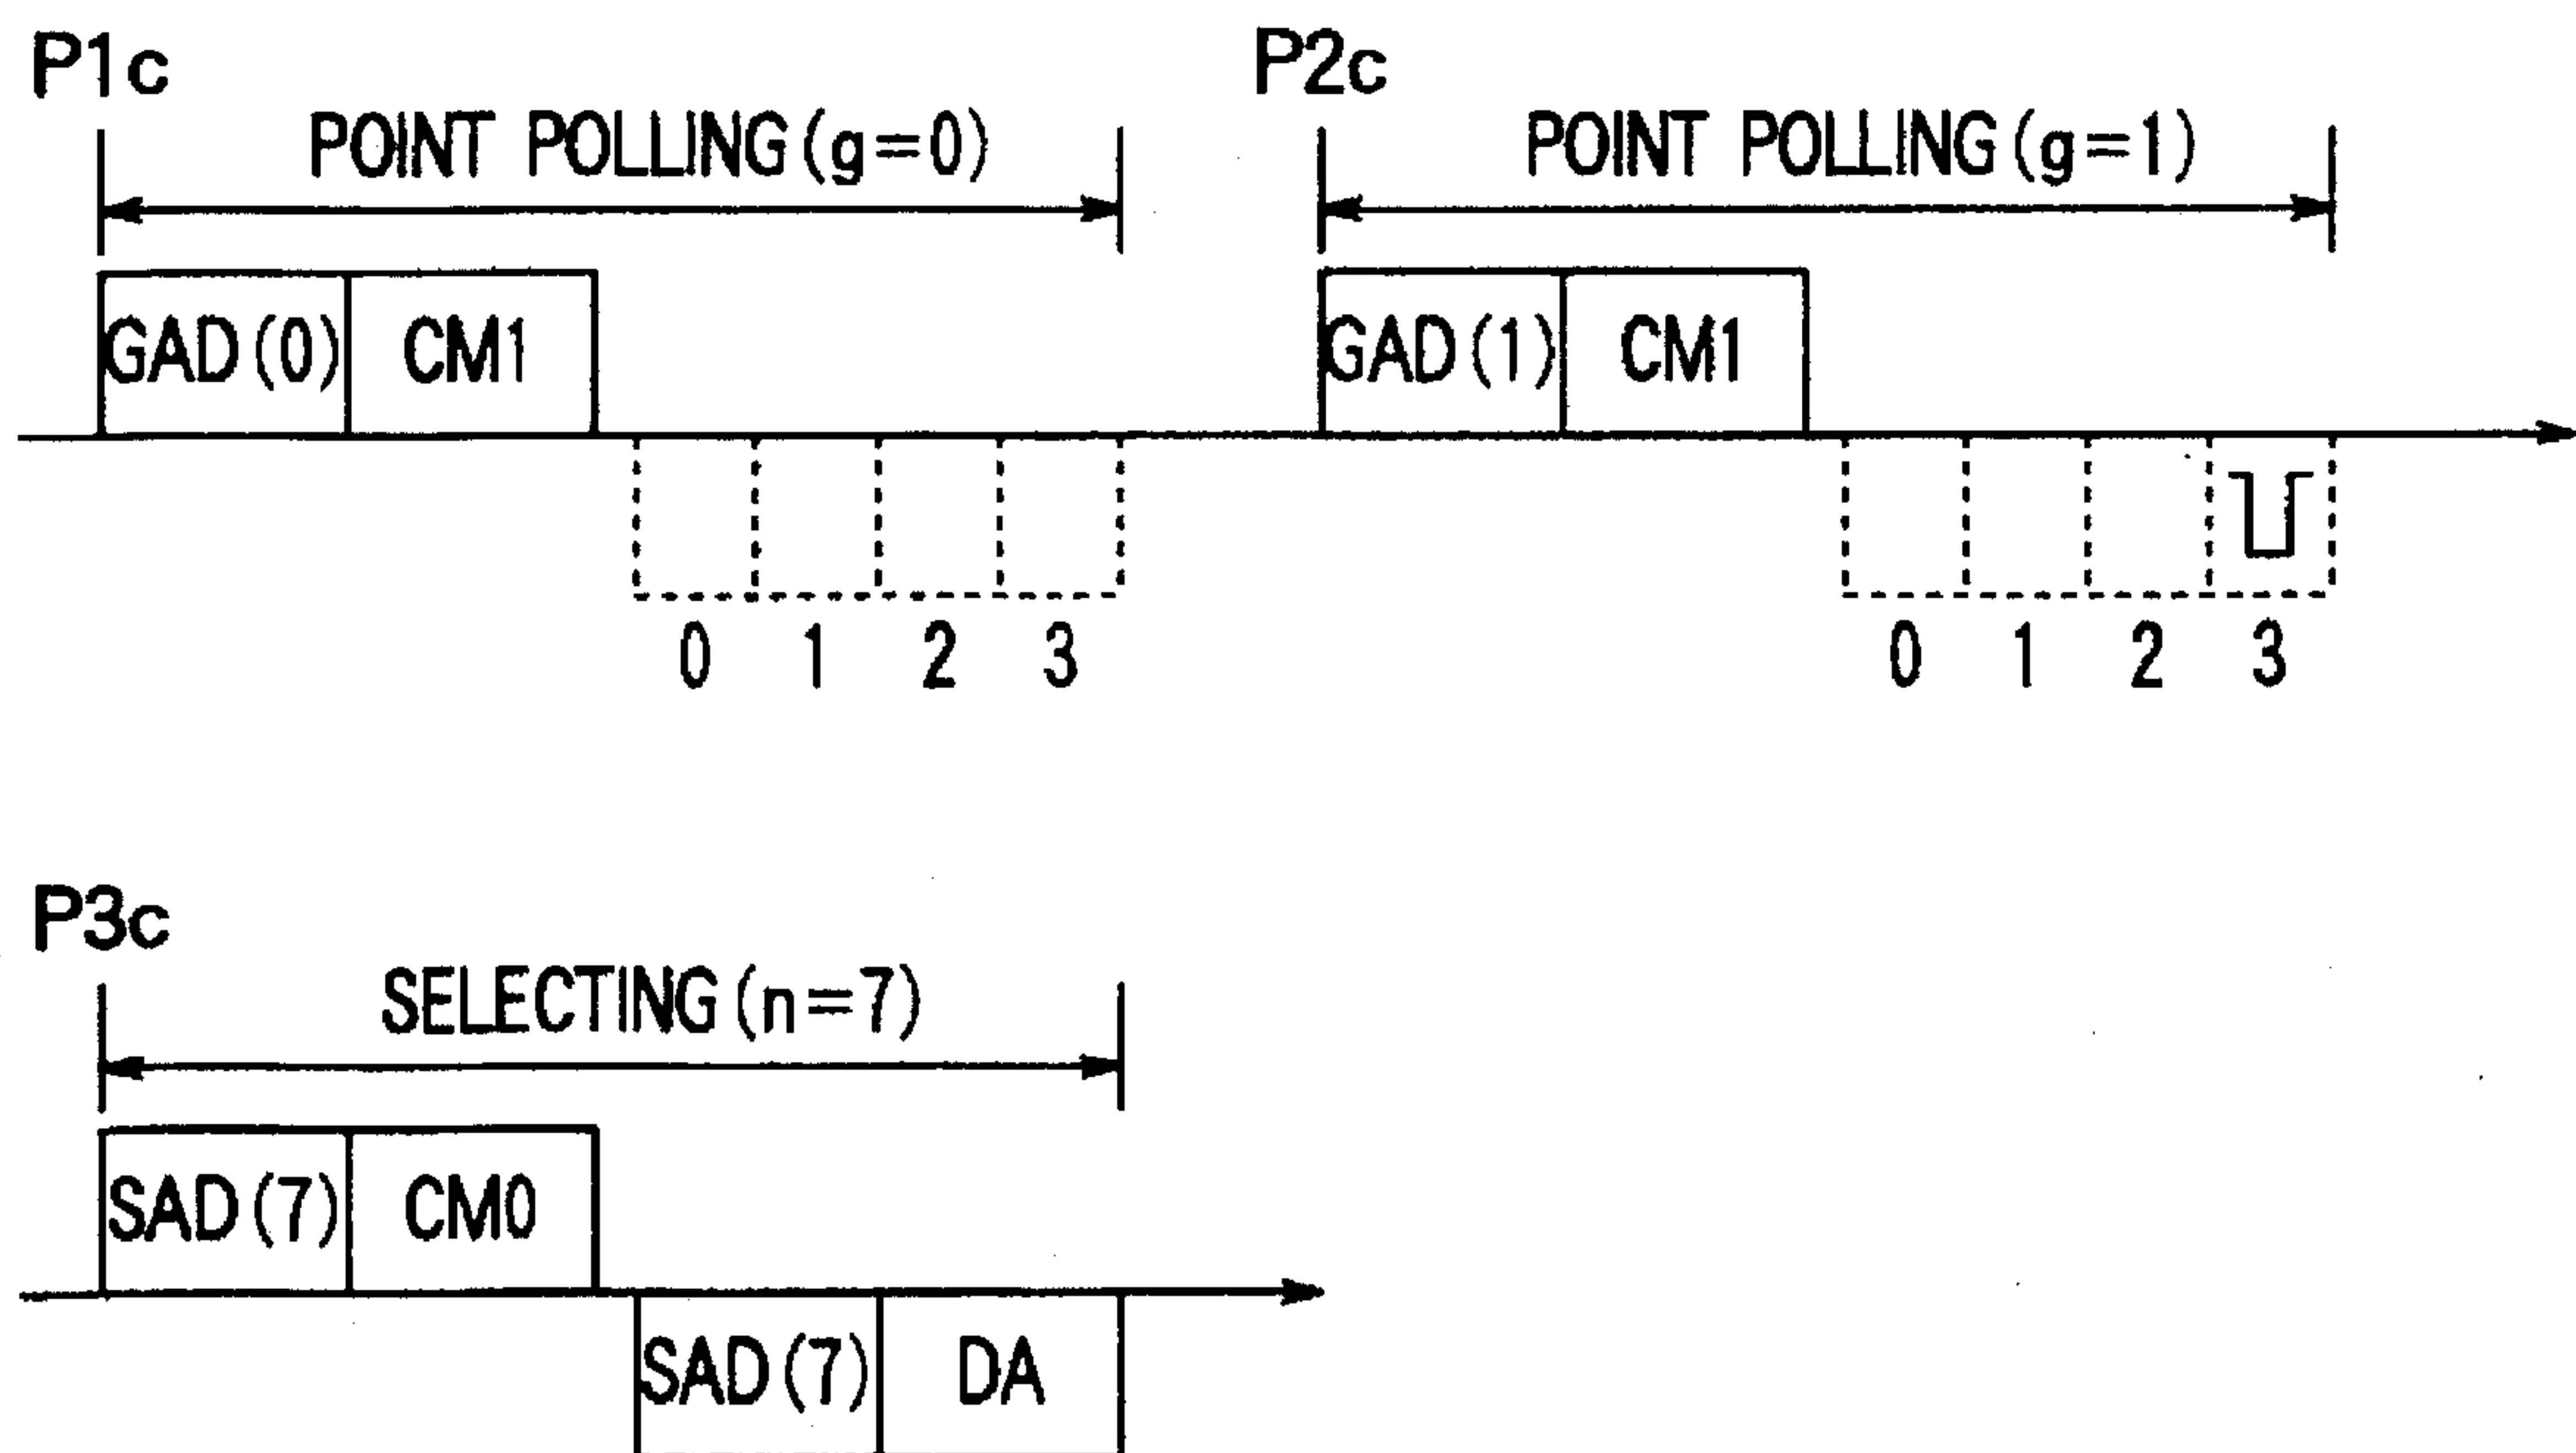 P1c P2c
POINT POLLING (g=0) POINT POLLING (g=1)
GAD (0) CM1 GAD (1) CM1
0 1 2 3 0 1 2 3
P3c
SELECTING (n=7)
SAD (7) CM0
SAD (7) DA